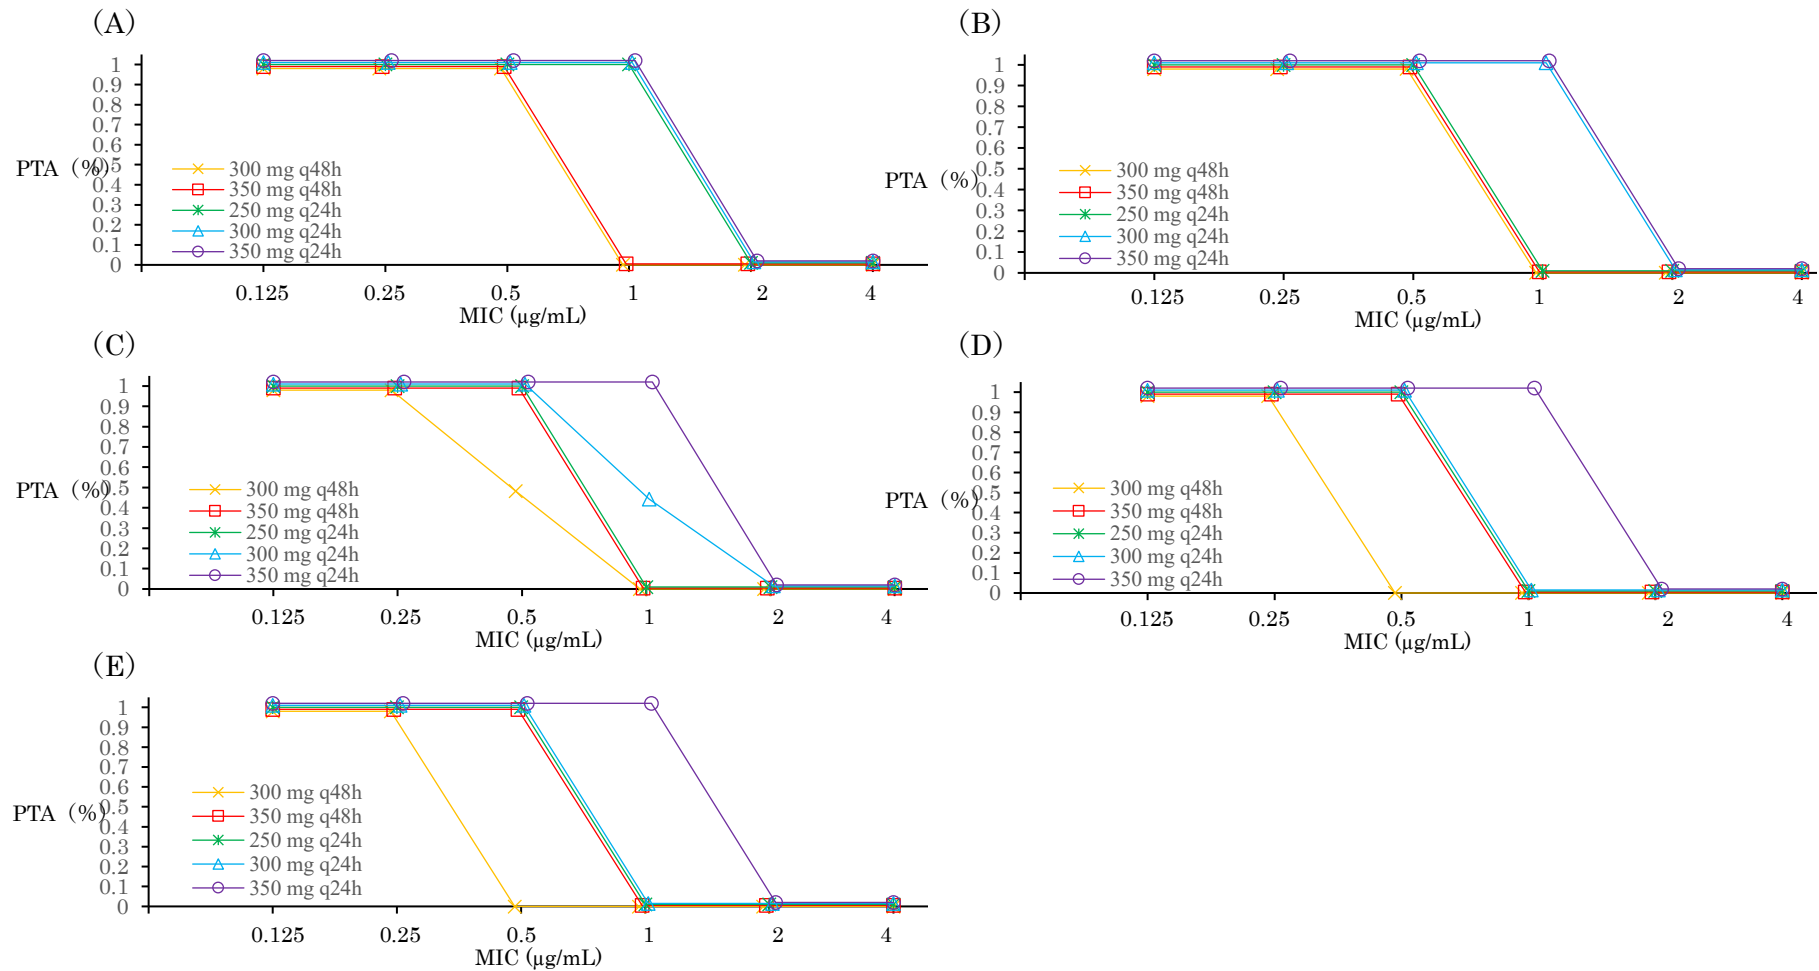 (A)
1
0.9
0.8
0.7
0.6
0.5
0.4
0.3
0.2
0.1
0
PTA (%)
300 mg q48h
350 mg q48h
250 mg q24h
300 mg q24h
350 mg q24h
0.125 0.25 0.5 1 2 4
MIC (µg/mL)
(B)
1
0.9
0.8
0.7
0.6
0.5
0.4
0.3
0.2
0.1
0
PTA (%)
300 mg q48h
350 mg q48h
250 mg q24h
300 mg q24h
350 mg q24h
0.125 0.25 0.5 1 2 4
MIC (µg/mL)
(C)
1
0.9
0.8
0.7
0.6
0.5
0.4
0.3
0.2
0.1
0
PTA (%)
300 mg q48h
350 mg q48h
250 mg q24h
300 mg q24h
350 mg q24h
0.125 0.25 0.5 1 2 4
MIC (µg/mL)
(D)
1
0.9
0.8
0.7
0.6
0.5
0.4
0.3
0.2
0.1
0
PTA (%)
300 mg q48h
350 mg q48h
250 mg q24h
300 mg q24h
350 mg q24h
0.125 0.25 0.5 1 2 4
MIC (µg/mL)
(E)
1
0.9
0.8
0.7
0.6
0.5
0.4
0.3
0.2
0.1
0
PTA (%)
300 mg q48h
350 mg q48h
250 mg q24h
300 mg q24h
350 mg q24h
0.125 0.25 0.5 1 2 4
MIC (µg/mL)